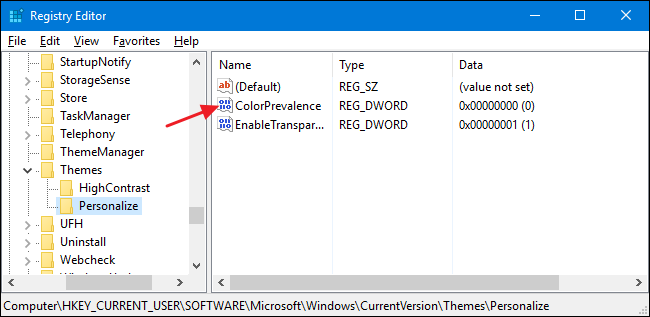 Registry Editor
File Edit View Favorites Help
StartupNotify
StorageSense
Store
TaskManager
Telephony
ThemeManager
Themes
HighContrast
Personalize
UFH
Uninstall
Webcheck
Name Type Data
ab (Default) REG_SZ (value not set)
ColorPrevalence REG_DWORD 0x00000000 (0)
EnableTranspar... REG_DWORD 0x00000001 (1)
Computer\HKEY_CURRENT_USER\SOFTWARE\Microsoft\Windows\CurrentVersion\Themes\Personalize